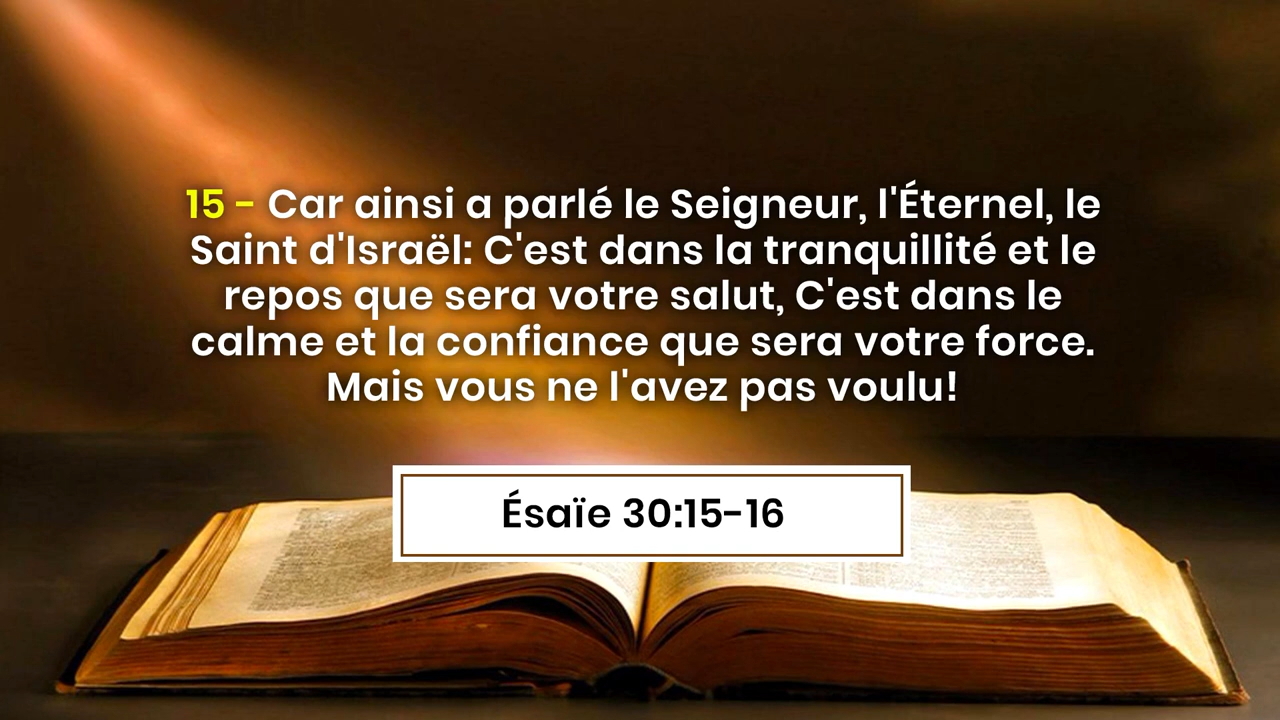 15 - Car ainsi a parlé le Seigneur, l'Éternel, le
Saint d'Israël: C'est dans la tranquillité et le
repos que sera votre salut, C'est dans le
calme et la confiance que sera votre force.
Mais vous ne l'avez pas voulu!
Ésaïe 30:15-16